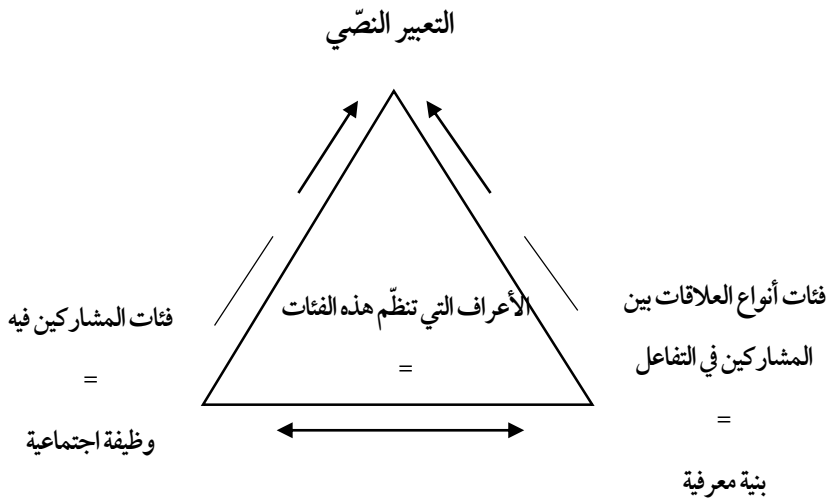 التعبير النصّي
فئات أنواع العلاقات بين
المشاركين في التفاعل
=
بنية معرفية
الأعراف التي تنظّم هذه الفئات
=
فئات المشاركين فيه
=
وظيفة اجتماعية